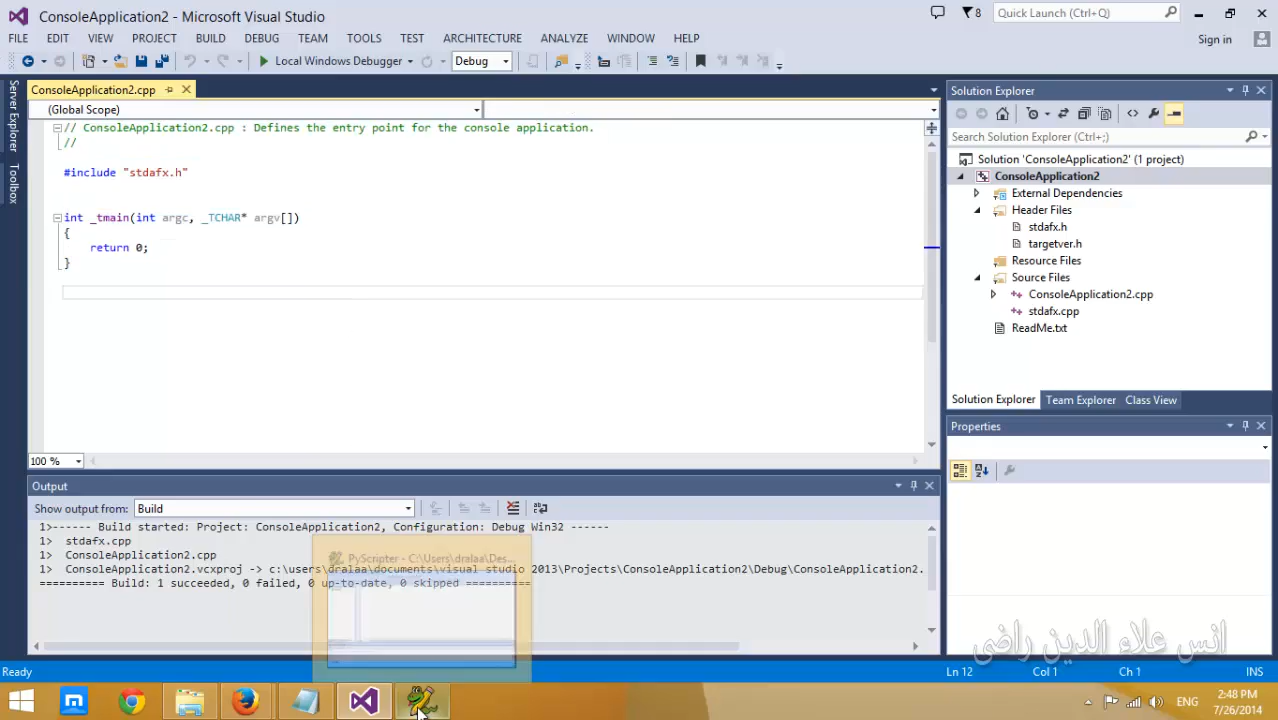 ConsoleApplication2 - Microsoft Visual Studio
8
Quick Launch (Ctrl+;)
FILE EDIT VIEW PROJECT BUILD DEBUG TEAM TOOLS TEST ARCHITECTURE ANALYZE WINDOW HELP
Sign in
Local Windows Debugger
Debug
Server Explorer
Toolbox
ConsoleApplication2.cpp
(Global Scope)
// ConsoleApplication2.cpp : Defines the entry point for the console application.
//
#include "stdafx.h"
int _tmain(int argc, _TCHAR* argv[])
{
return 0;
}
100 %
Solution Explorer
Search Solution Explorer (Ctrl+;)
Solution 'ConsoleApplication2' (1 project)
ConsoleApplication2
External Dependencies
Header Files
stdafx.h
targetver.h
Resource Files
Source Files
ConsoleApplication2.cpp
stdafx.cpp
ReadMe.txt
Solution Explorer Team Explorer Class View
Properties
Output
Show output from: Build
1>------ Build started: Project: ConsoleApplication2, Configuration: Debug Win32 ------
1> stdafx.cpp
1> ConsoleApplication2.cpp
1> ConsoleApplication2.vcxproj -> c:\users\dralaa\documents\visual studio 2013\Projects\ConsoleApplication2\Debug\ConsoleApplication2.
========== Build: 1 succeeded, 0 failed, 0 up-to-date, 0 skipped ==========
PyScripter - C:\Users\dralaa\Des...
انس علاء الدين راضى
Ready
Ln 12 Col 1 Ch 1 INS
ENG
2:48 PM
7/26/2014